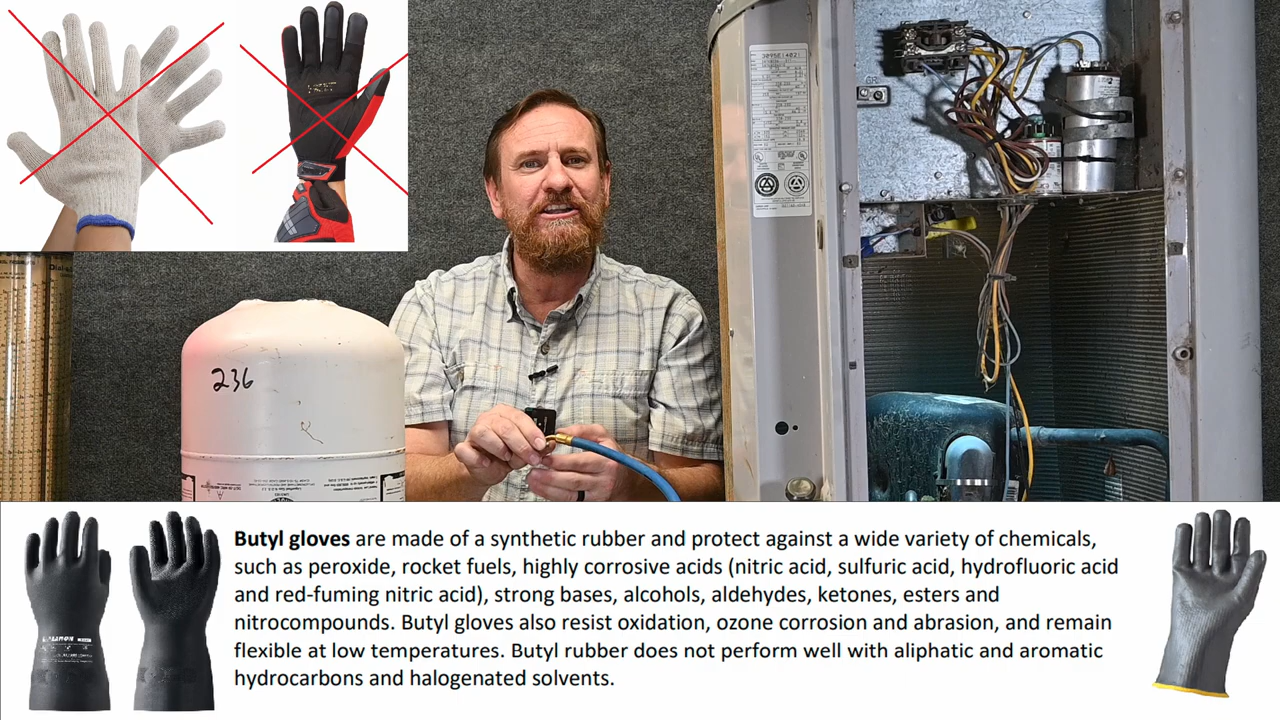 3095E14021
236
Butyl gloves are made of a synthetic rubber and protect against a wide variety of chemicals,
such as peroxide, rocket fuels, highly corrosive acids (nitric acid, sulfuric acid, hydrofluoric acid
and red-fuming nitric acid), strong bases, alcohols, aldehydes, ketones, esters and
nitrocompounds. Butyl gloves also resist oxidation, ozone corrosion and abrasion, and remain
flexible at low temperatures. Butyl rubber does not perform well with aliphatic and aromatic
hydrocarbons and halogenated solvents.